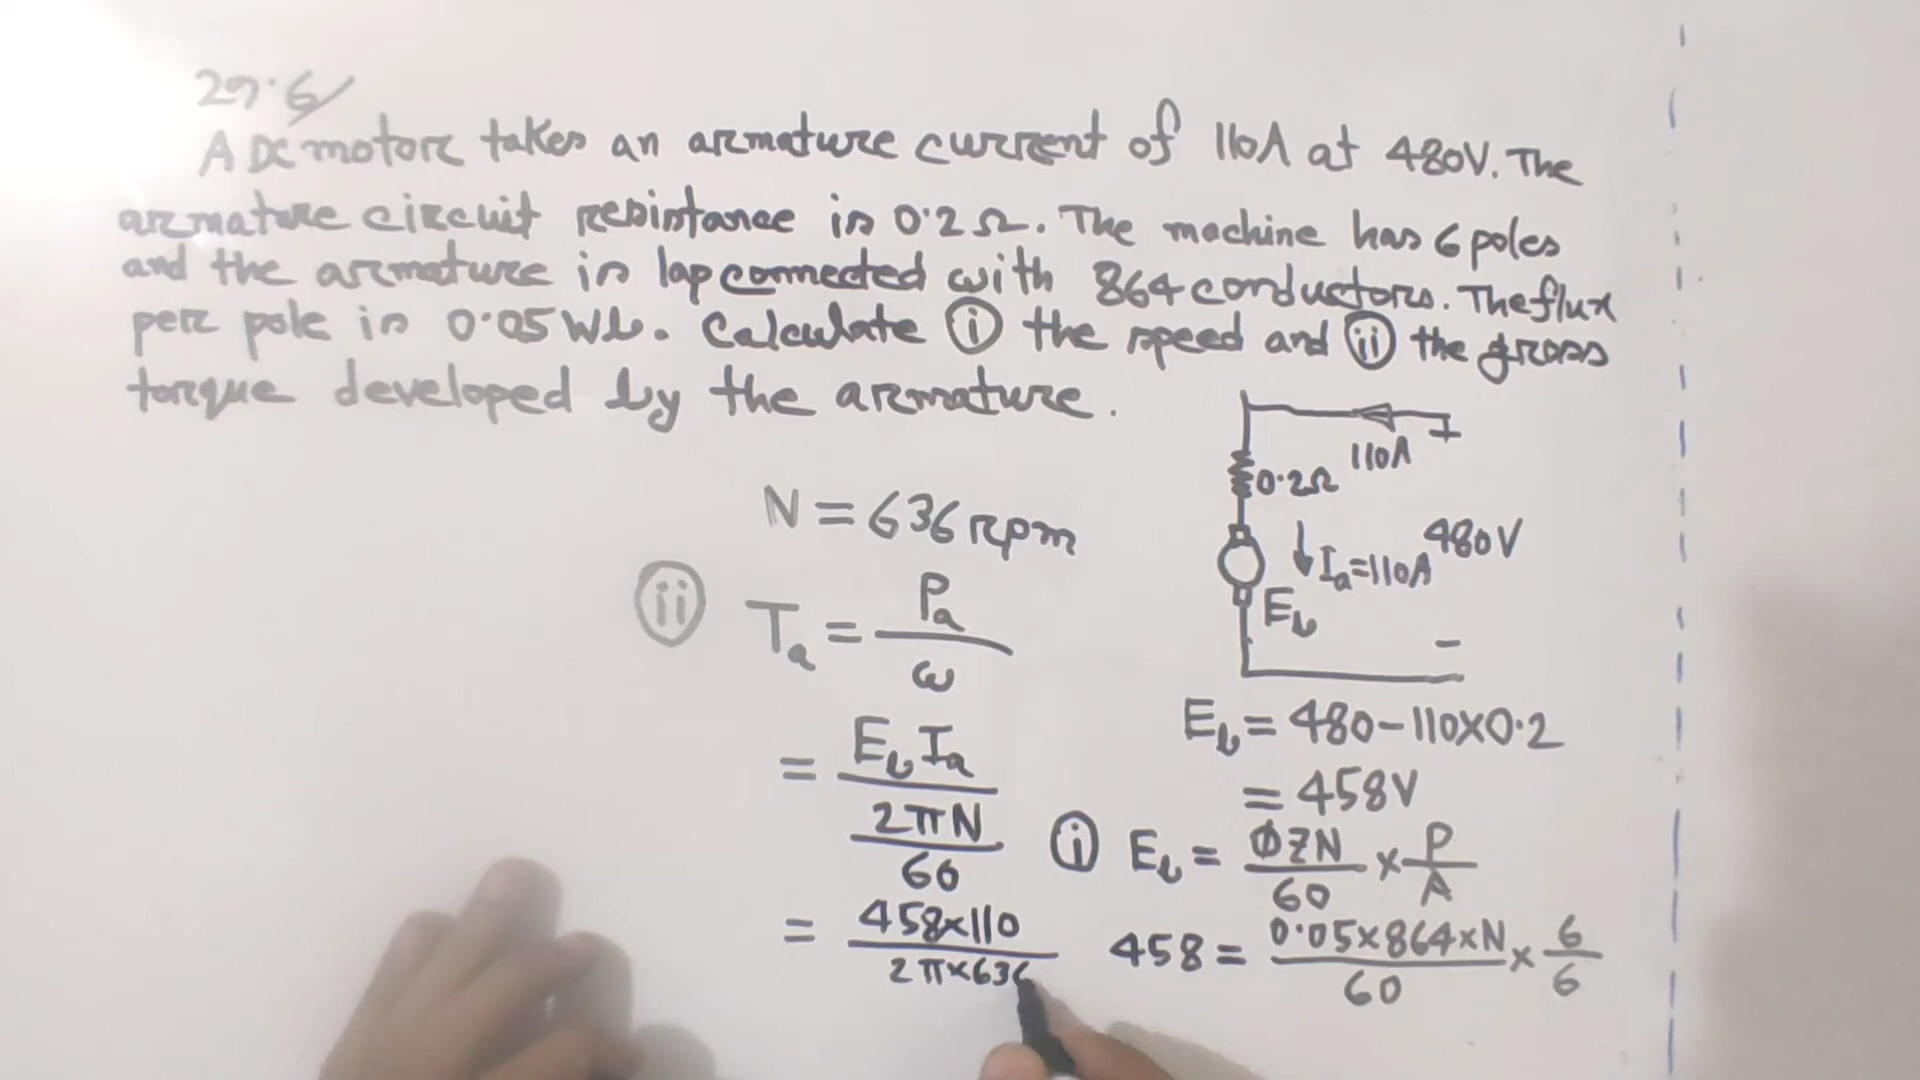 29.6/
A DC motor takes an armature current of 110A at 480V. The
armature circuit resistance is 0.2Ω. The machine has 6 poles
and the armature is lap connected with 864 conductors. The flux
per pole is 0.05 Wb. Calculate (i) the speed and (ii) the gross
torque developed by the armature.
N = 636 rpm
(ii) Ta = Pa / ω
= EbIa / (2πN / 60)
= 458×110 / 2π×636
+
110A
0.2Ω
480V
Ia=110A
Eb
−
Eb = 480−110×0.2
= 458V
(i) Eb = ØZN / 60 × P / A
458 = 0.05×864×N / 60 × 6 / 6